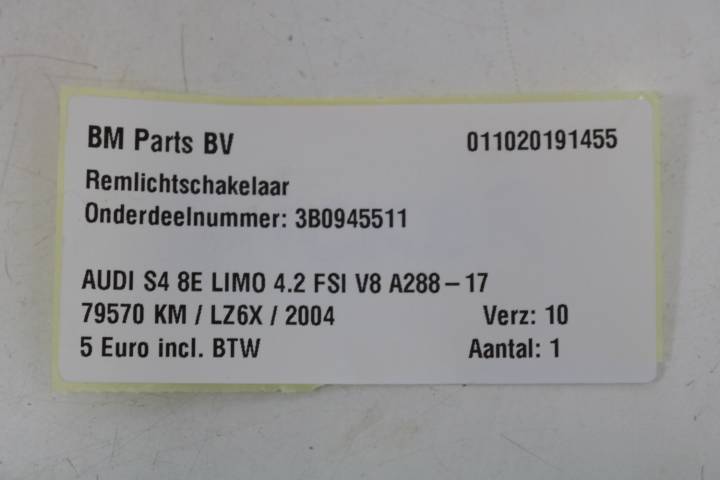 BM Parts BV 011020191455
Remlichtschakelaar
Onderdeelnummer: 3B0945511
AUDI S4 8E LIMO 4.2 FSI V8 A288-17
79570 KM / LZ6X / 2004 Verz: 10
5 Euro incl. BTW Aantal: 1